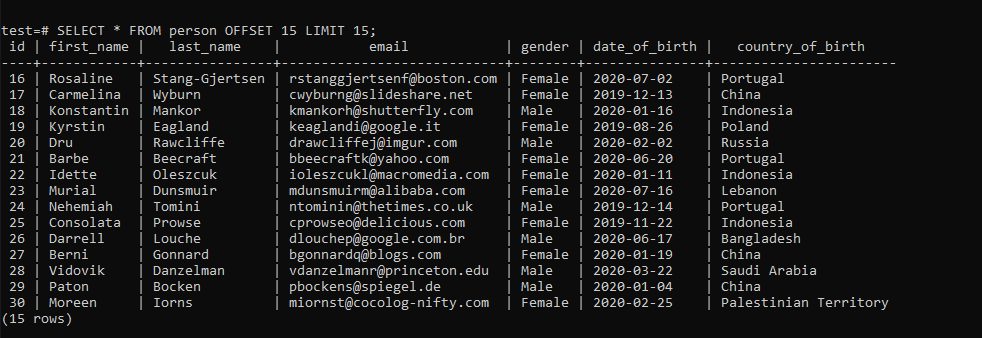 test=# SELECT * FROM person OFFSET 15 LIMIT 15;
 id | first_name |   last_name    |           email            | gender | date_of_birth |   country_of_birth
----+------------+----------------+----------------------------+--------+---------------+-----------------------
 16 | Rosaline   | Stang-Gjertsen | rstanggjertsenf@boston.com | Female | 2020-07-02    | Portugal
 17 | Carmelina  | Wyburn         | cwyburng@slideshare.net    | Female | 2019-12-13    | China
 18 | Konstantin | Mankor         | kmankorh@shutterfly.com    | Male   | 2020-01-16    | Indonesia
 19 | Kyrstin    | Eagland        | keaglandi@google.it        | Female | 2019-08-26    | Poland
 20 | Dru        | Rawcliffe      | drawcliffej@imgur.com      | Male   | 2020-02-02    | Russia
 21 | Barbe      | Beecraft       | bbeecraftk@yahoo.com       | Female | 2020-06-20    | Portugal
 22 | Idette     | Oleszcuk       | ioleszcukl@macromedia.com  | Female | 2020-01-11    | Indonesia
 23 | Murial     | Dunsmuir       | mdunsmuirm@alibaba.com     | Female | 2020-07-16    | Lebanon
 24 | Nehemiah   | Tomini         | ntominin@thetimes.co.uk    | Male   | 2019-12-14    | Portugal
 25 | Consolata  | Prowse         | cprowseo@delicious.com     | Female | 2019-11-22    | Indonesia
 26 | Darrell    | Louche         | dlouchep@google.com.br     | Male   | 2020-06-17    | Bangladesh
 27 | Berni      | Gonnard        | bgonnardq@blogs.com        | Female | 2020-01-19    | China
 28 | Vidovik    | Danzelman      | vdanzelmanr@princeton.edu  | Male   | 2020-03-22    | Saudi Arabia
 29 | Paton      | Bocken         | pbockens@spiegel.de        | Male   | 2020-01-04    | China
 30 | Moreen     | Iorns          | miornst@cocolog-nifty.com  | Female | 2020-02-25    | Palestinian Territory
(15 rows)